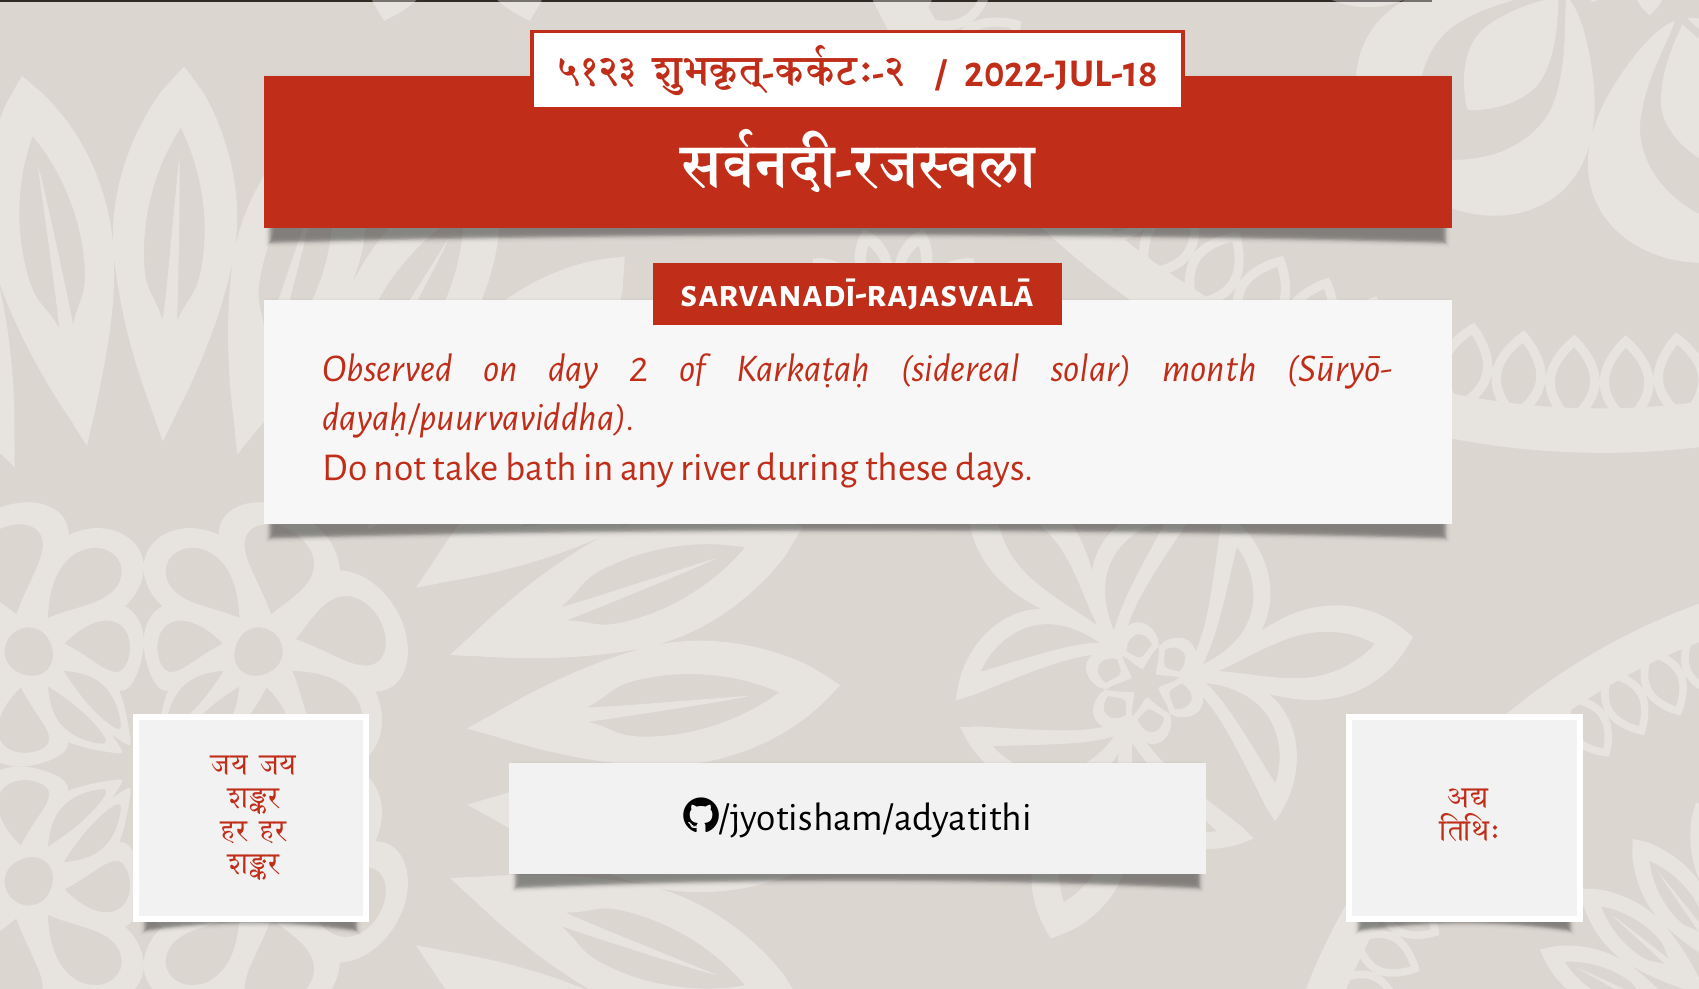 ५१२३ शुभकृत्-कर्कटः-२ / 2022-JUL-18
सर्वनदी-रजस्वला
SARVANADĪ-RAJASVALĀ
Observed on day 2 of Karkaṭaḥ (sidereal solar) month (Sūryō-
dayaḥ/puurvaviddha).
Do not take bath in any river during these days.
जय जय
शङ्कर
हर हर
शङ्कर
/jyotisham/adyatithi
अद्य
तिथिः